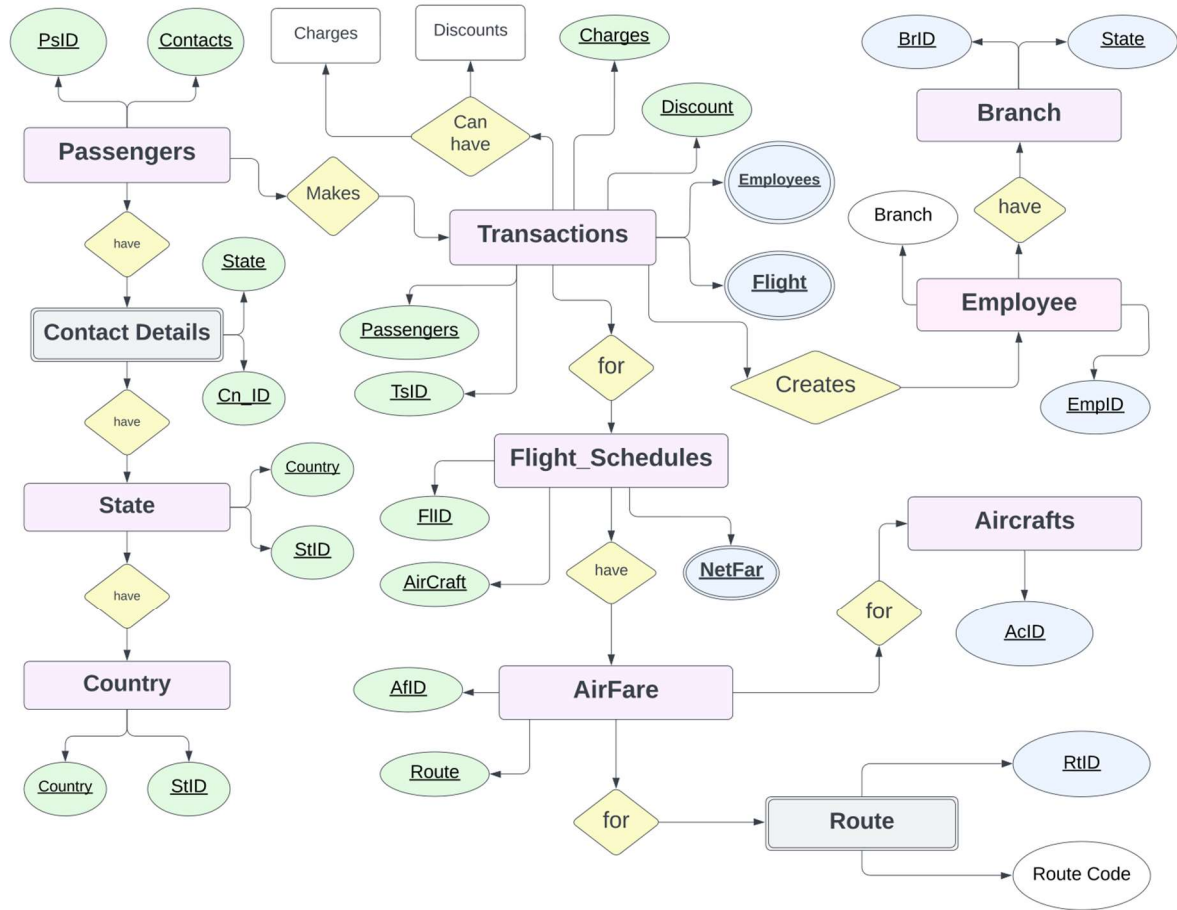 PsID
Contacts
Charges
Discounts
Charges
BrID
State
Discount
Branch
Can
have
Passengers
Makes
Employees
have
Branch
Transactions
have
State
Flight
Employee
Contact Details
Passengers
for
Creates
TsID
Cn_ID
EmpID
have
Flight_Schedules
Country
State
FlID
Aircrafts
StID
have
NetFar
AirCraft
have
for
AcID
Country
AfID
AirFare
Route
RtID
Country
StID
for
Route
Route Code